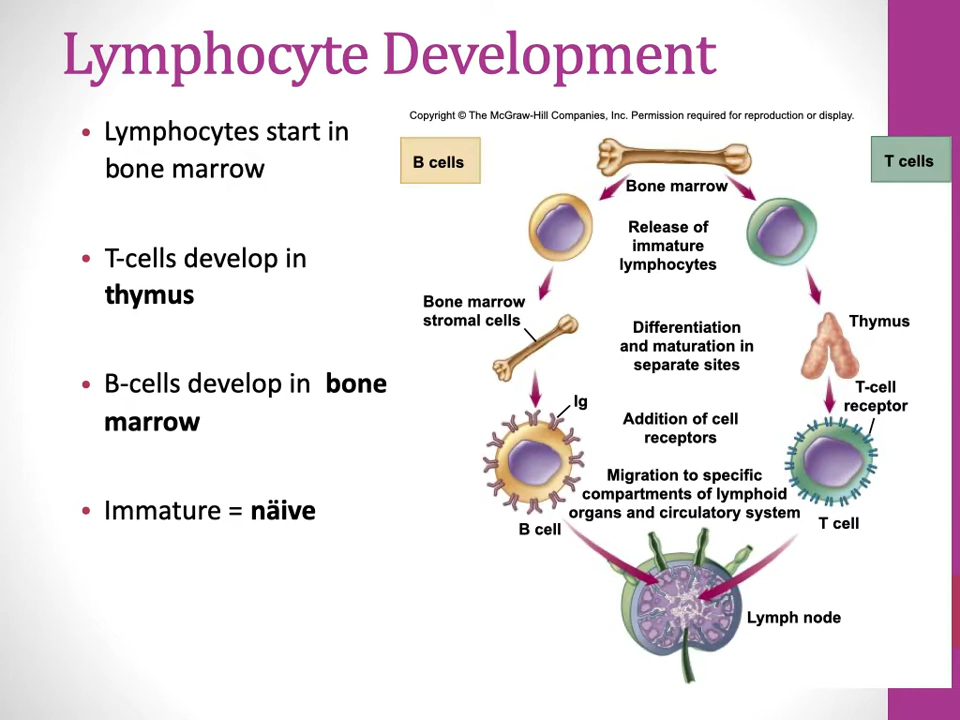 Lymphocyte Development
• Lymphocytes start in
bone marrow
• T-cells develop in
thymus
• B-cells develop in bone
marrow
• Immature = näive
Copyright © The McGraw-Hill Companies, Inc. Permission required for reproduction or display.
B cells
T cells
Bone marrow
Release of
immature
lymphocytes
Bone marrow
stromal cells
Differentiation
and maturation in
separate sites
Thymus
Ig
T-cell
receptor
Addition of cell
receptors
Migration to specific
compartments of lymphoid
organs and circulatory system
B cell
T cell
Lymph node